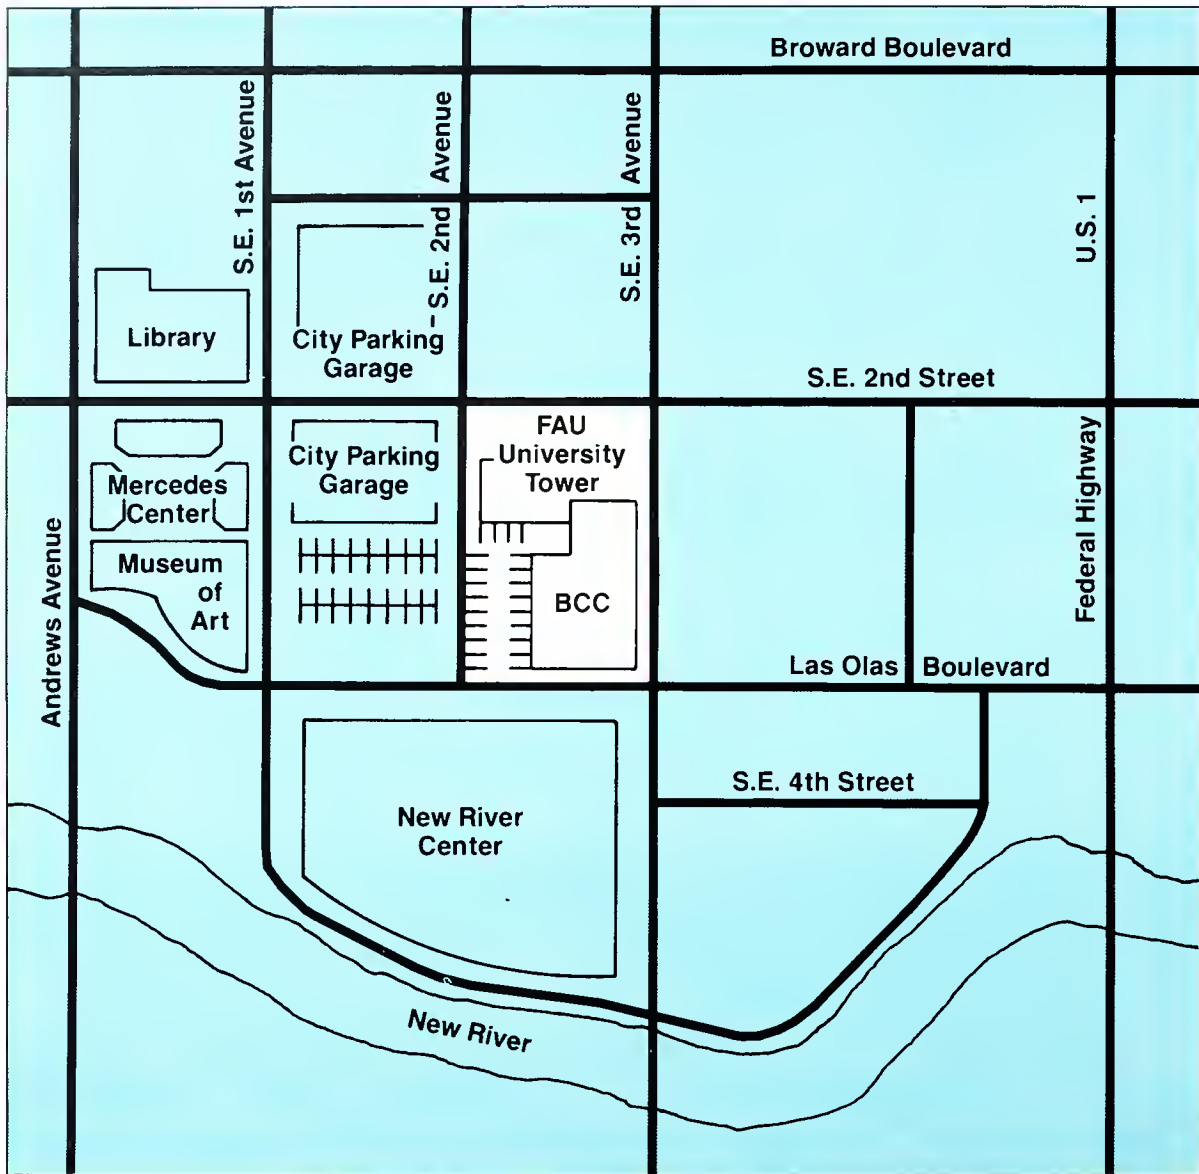 Broward Boulevard
S.E. 1st Avenue
S.E. 2nd Avenue
S.E. 3rd Avenue
U.S. 1
Library
City Parking
Garage
S.E. 2nd Street
FAU
University
Tower
City Parking
Garage
Mercedes
Center
Federal Highway
Andrews Avenue
Museum
of
Art
BCC
Las Olas Boulevard
S.E. 4th Street
New River
Center
New River